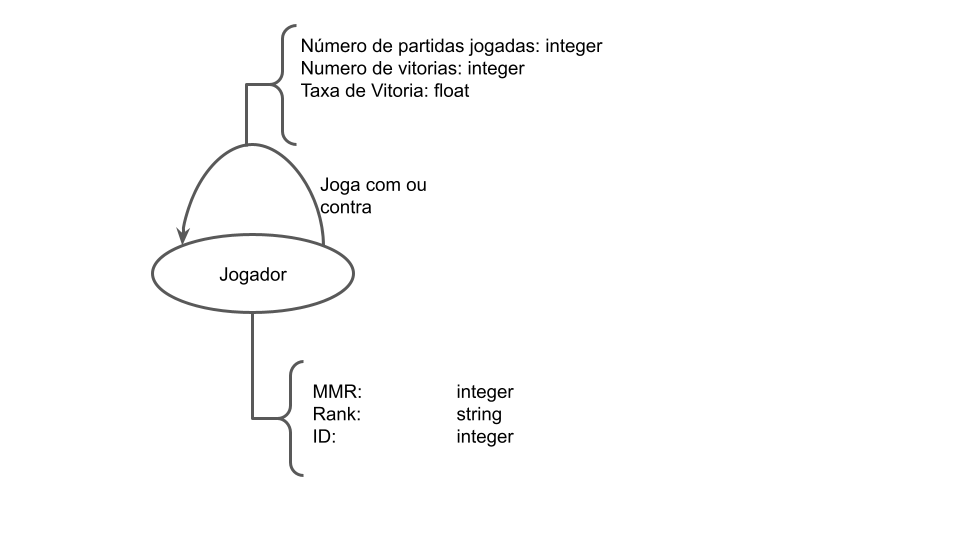 Número de partidas jogadas: integer
Numero de vitorias: integer
Taxa de Vitoria: float
Joga com ou
contra
Jogador
MMR: integer
Rank: string
ID: integer